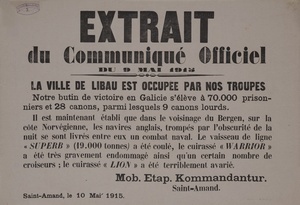 EXTRAIT
du Communiqué Officiel
DU 9 MAI 1915
LA VILLE DE LIBAU EST OCCUPÉE PAR NOS TROUPES
Notre butin de victoire en Galicie s'élève à 70.000 prison-
niers et 28 canons, parmi lesquels 9 canons lourds.
Il est maintenant établi que dans le voisinage du Bergen, sur
la côte Norvégienne, les navires anglais, trompés par l'obscurité de la
nuit se sont livrés entre eux un combat naval. Le vaisseau de ligne
« SUPERB » (19.000 tonnes) a été coulé, le cuirassé « WARRIOR »
a été très gravement endommagé ainsi qu'un certain nombre de
croiseurs ; le cuirassé « LION » a été terriblement avarié.
Mob. Etap. Kommandantur.
Saint-Amand.
Saint-Amand, le 10 Mai 1915.